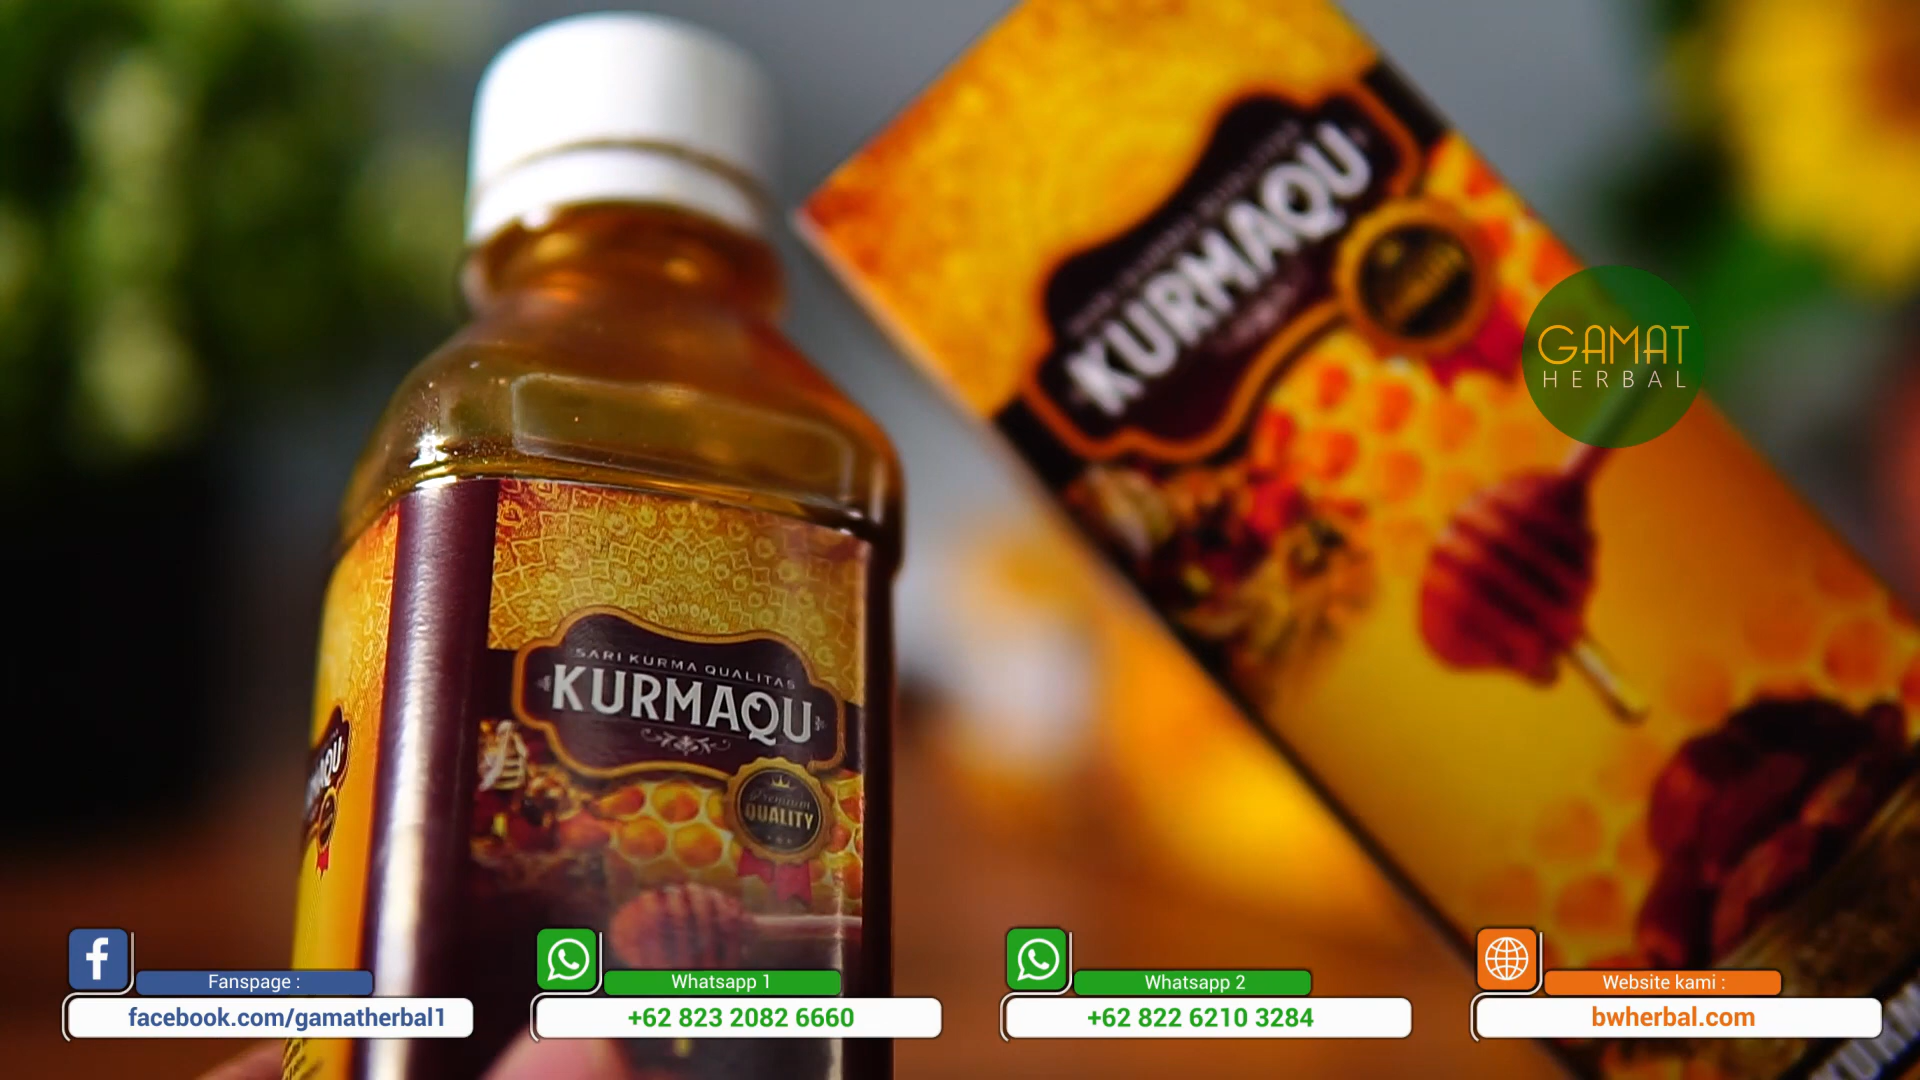 KURMAQU
GAMAT
HERBAL
SARI KURMA QUALITAS
KURMAQU
Premium
QUALITY
Fanspage :
facebook.com/gamatherbal1
Whatsapp 1
+62 823 2082 6660
Whatsapp 2
+62 822 6210 3284
Website kami :
bwherbal.com